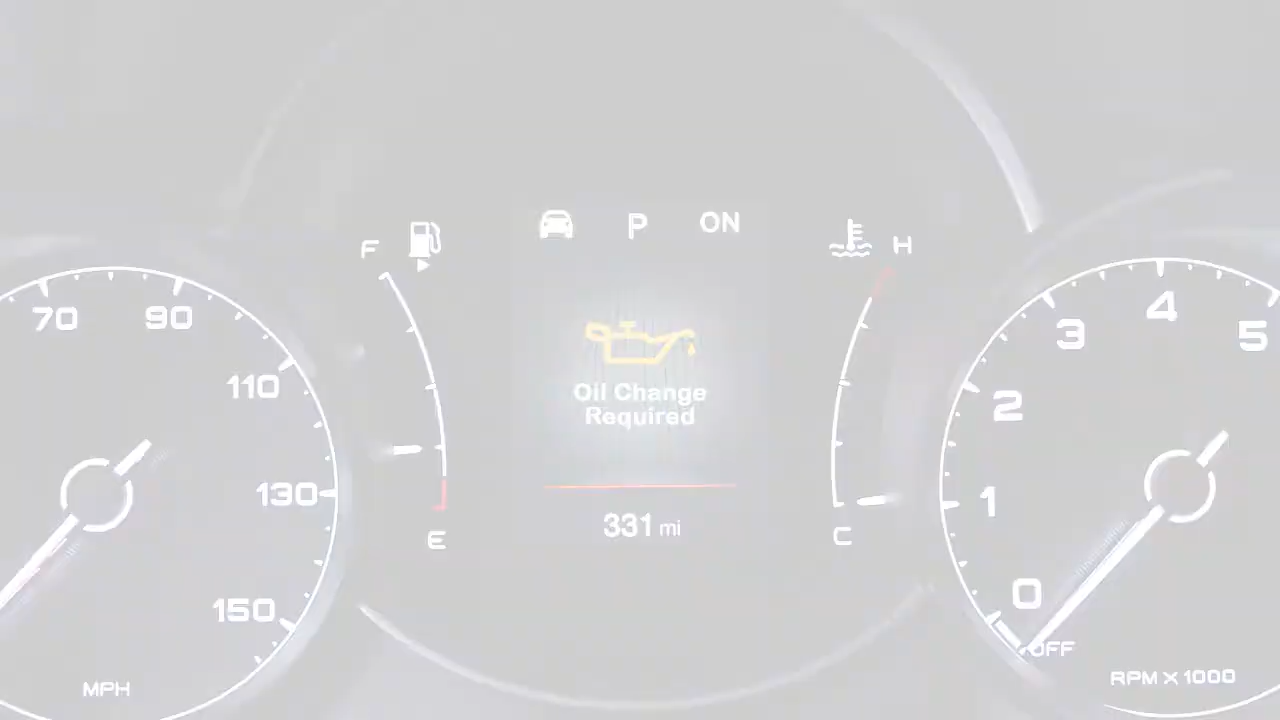 P ON
F
H
70 90
110
130
150
MPH
Oil Change
Required
E
331 mi
C
0
1
2
3
4
5
OFF
RPM X 1000